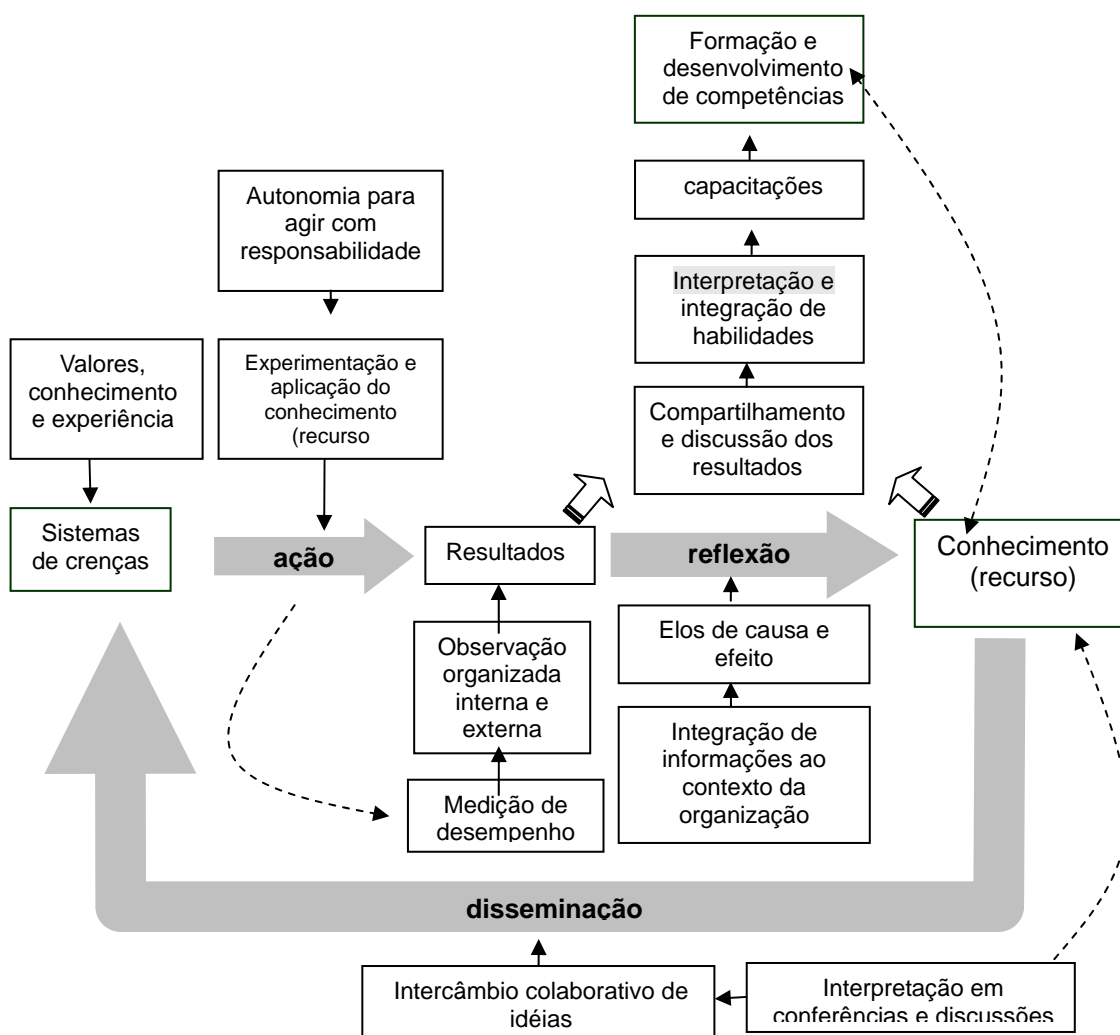 Formação e
desenvolvimento
de competências
capacitações
Autonomia para
agir com
responsabilidade
Interpretação e
integração de
habilidades
Valores,
conhecimento
e experiência
Experimentação e
aplicação do
conhecimento
(recurso
Compartilhamento
e discussão dos
resultados
Sistemas
de crenças
ação
Resultados
reflexão
Conhecimento
(recurso)
Observação
organizada
interna e
externa
Elos de causa e
efeito
Integração de
informações ao
contexto da
organização
Medição de
desempenho
disseminação
Intercâmbio colaborativo de
idéias
Interpretação em
conferências e discussões